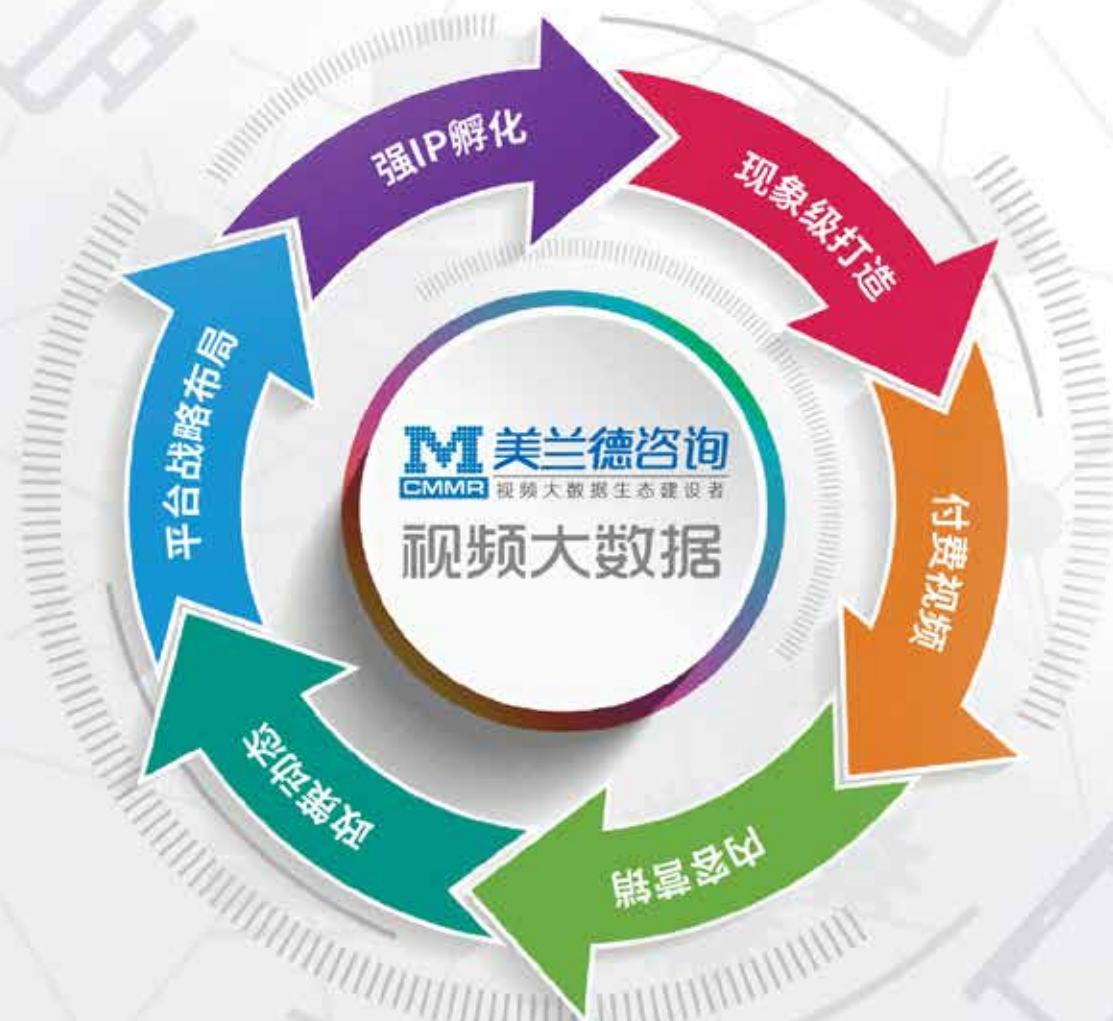 强IP孵化
现象级打造
付费视频
内容营销
政策动态
平台战略布局
M 美兰德咨询
CMMR 视频大数据生态建设者
视频大数据